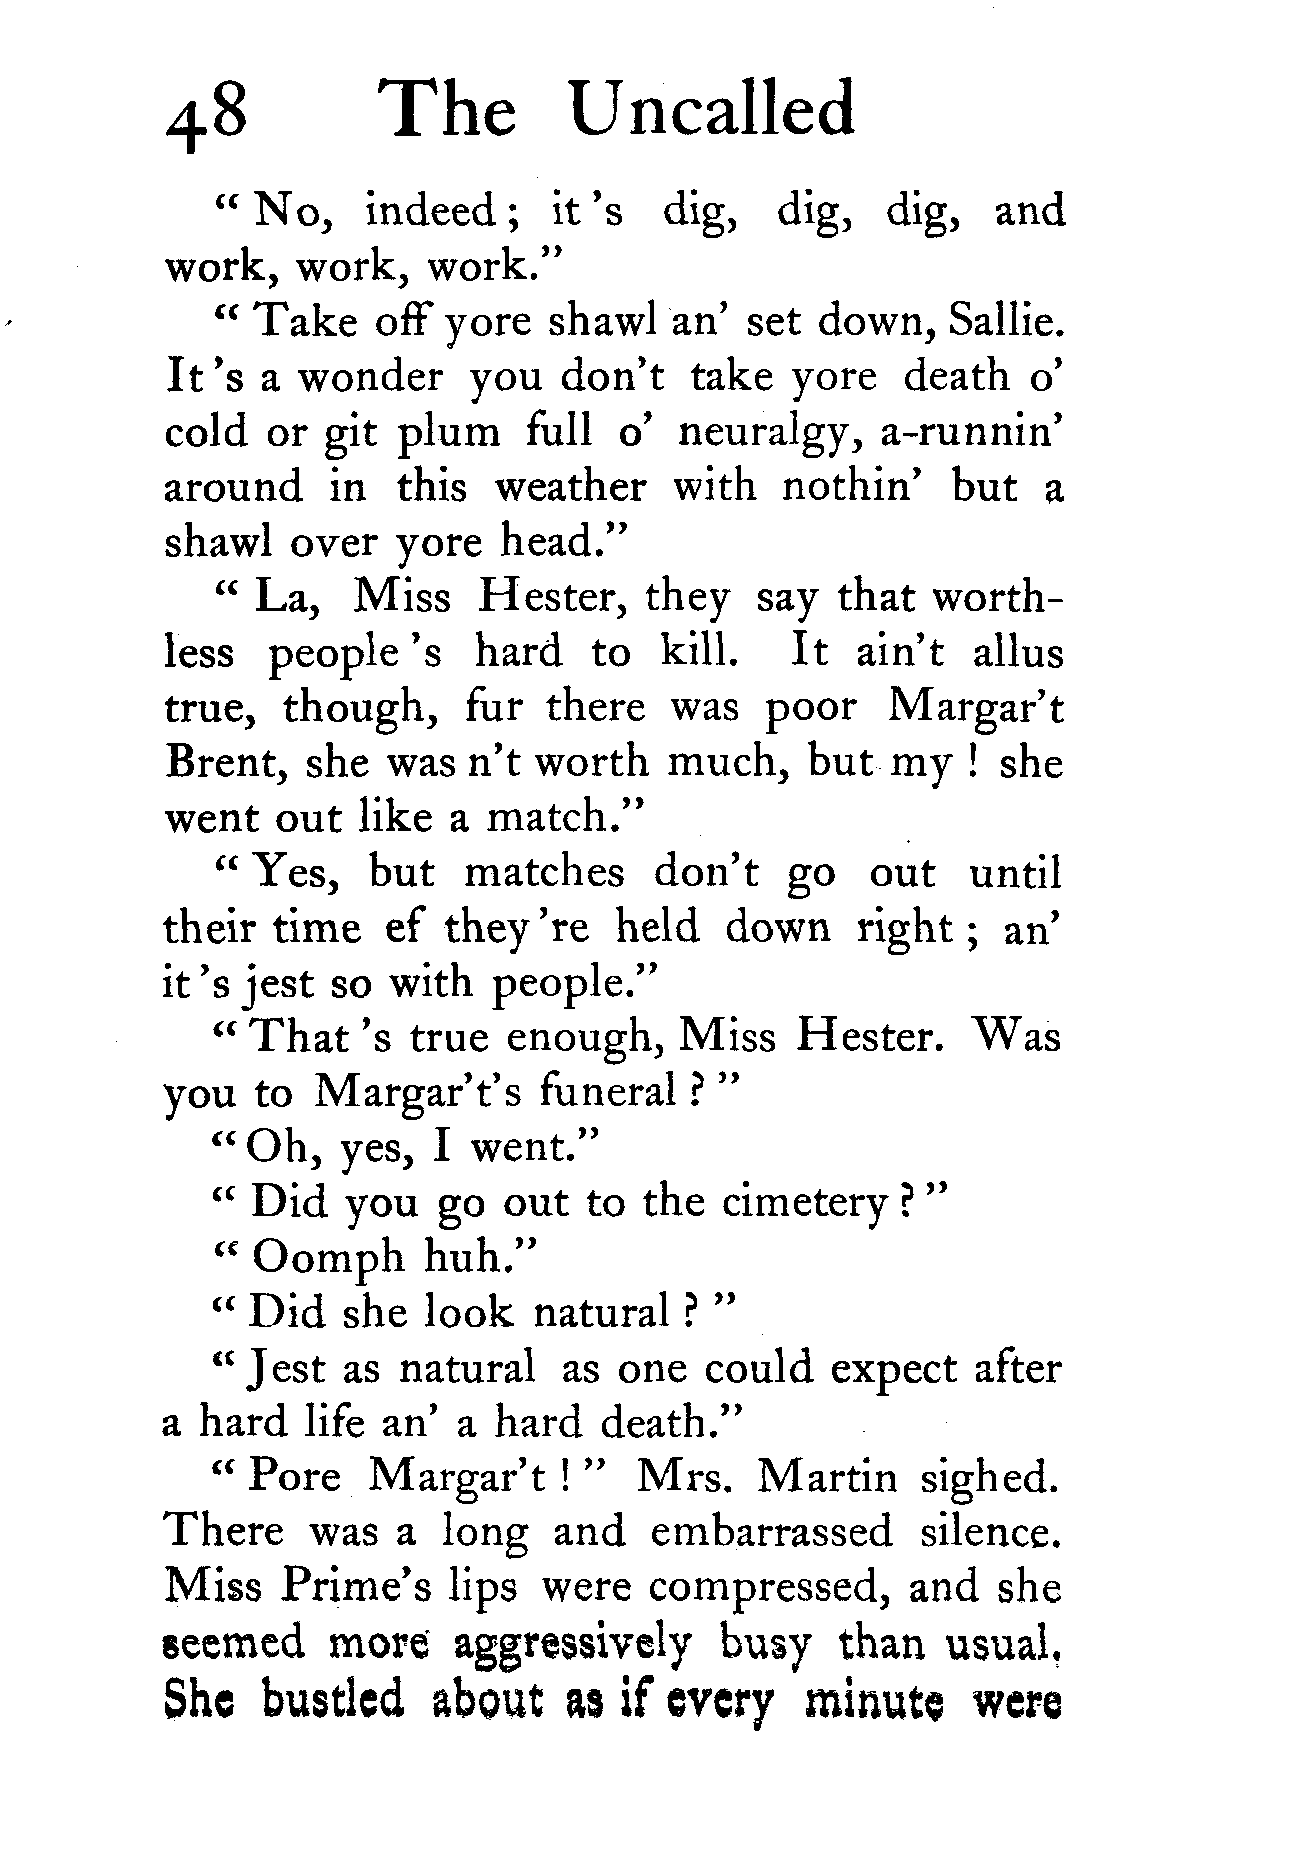 48 The Uncalled
“ No, indeed ; it ’s dig, dig, dig, and
work, work, work.”
“ Take off yore shawl an’ set down, Sallie.
It ’s a wonder you don’t take yore death o’
cold or git plum full o’ neuralgy, a-runnin’
around in this weather with nothin’ but a
shawl over yore head.”
“ La, Miss Hester, they say that worth-
less people ’s hard to kill. It ain’t allus
true, though, fur there was poor Margar’t
Brent, she was n’t worth much, but my ! she
went out like a match.”
“ Yes, but matches don’t go out until
their time ef they ’re held down right ; an’
it ’s jest so with people.”
“ That ’s true enough, Miss Hester. Was
you to Margar’t’s funeral ? ”
“ Oh, yes, I went.”
“ Did you go out to the cimetery ? ”
“ Oomph huh.”
“ Did she look natural ? ”
“ Jest as natural as one could expect after
a hard life an’ a hard death.”
“ Pore Margar’t ! ” Mrs. Martin sighed.
There was a long and embarrassed silence.
Miss Prime’s lips were compressed, and she
seemed more aggressively busy than usual.
She bustled about as if every minute were